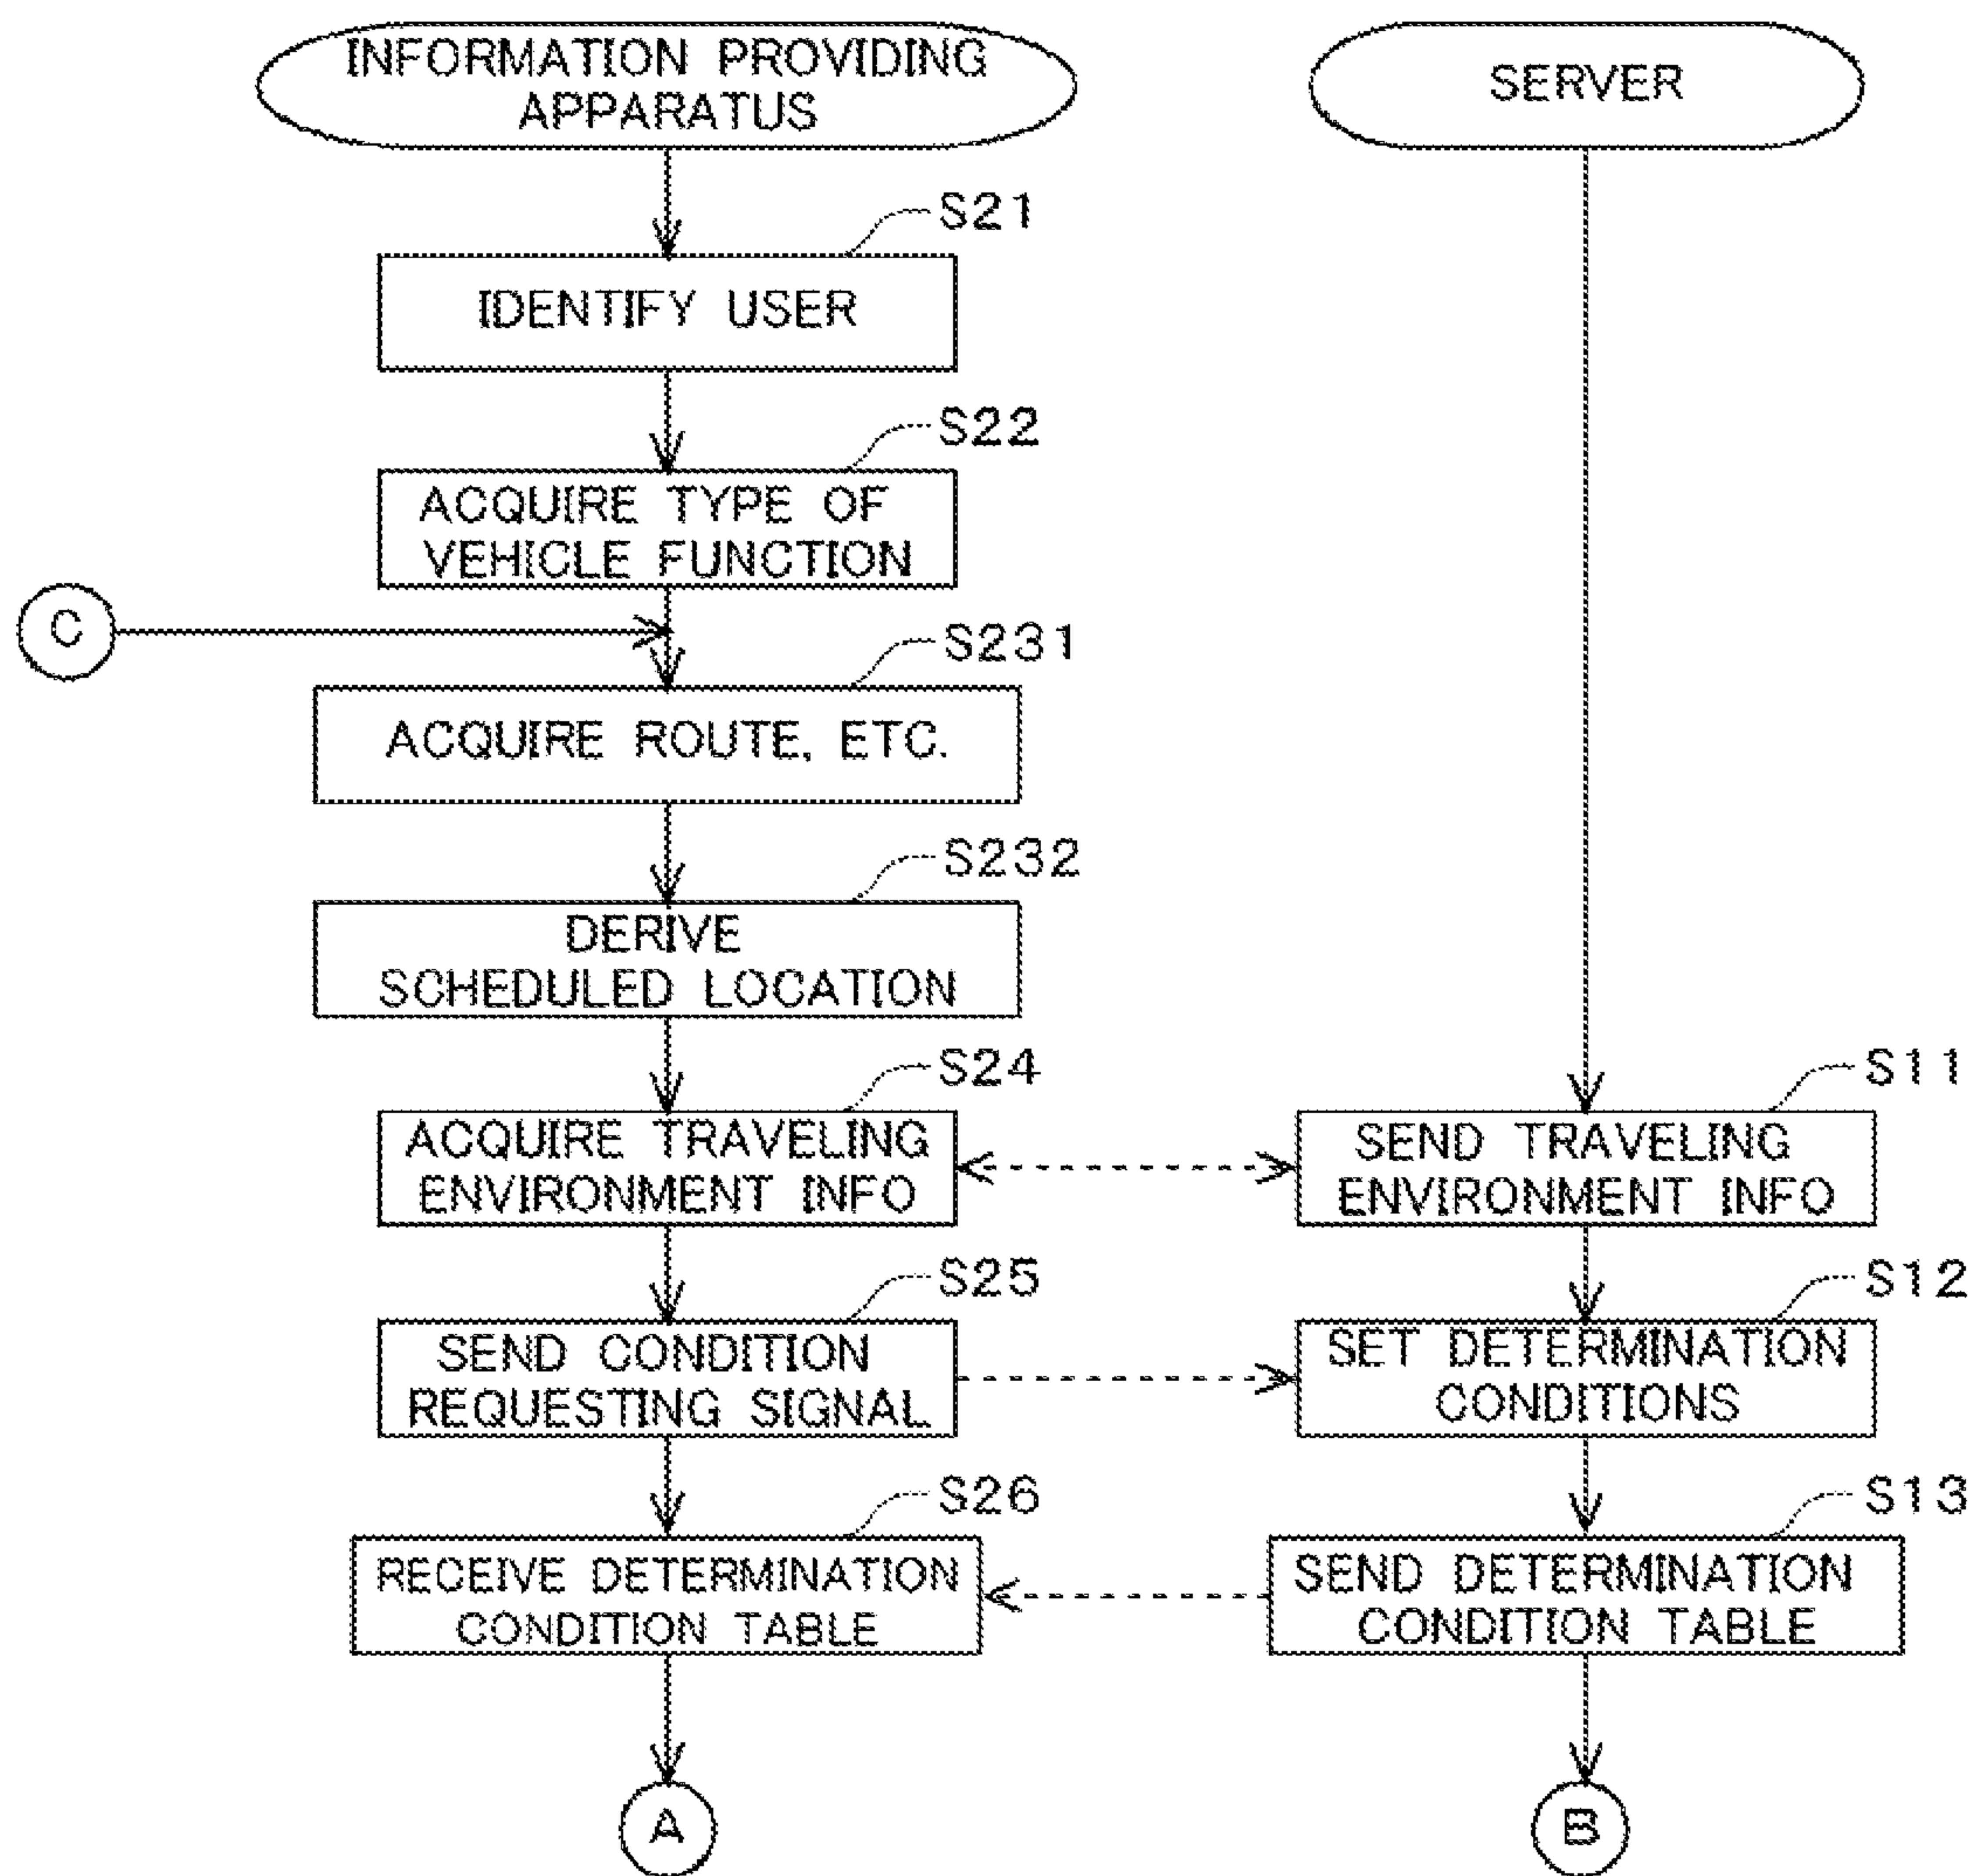 INFORMATION PROVIDING
APPARATUS
SERVER
S21
IDENTIFY USER
S22
ACQUIRE TYPE OF
VEHICLE FUNCTION
C
S231
ACQUIRE ROUTE, ETC.
S232
DERIVE
SCHEDULED LOCATION
S24
ACQUIRE TRAVELING
ENVIRONMENT INFO
S11
SEND TRAVELING
ENVIRONMENT INFO
S25
SEND CONDITION
REQUESTING SIGNAL
S12
SET DETERMINATION
CONDITIONS
S26
RECEIVE DETERMINATION
CONDITION TABLE
S13
SEND DETERMINATION
CONDITION TABLE
A
B